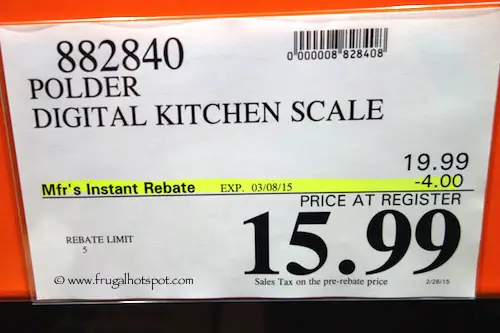 882840
0 000008 828408
POLDER
DIGITAL KITCHEN SCALE
19.99
Mfr's Instant Rebate EXP. 03/08/15 -4.00
PRICE AT REGISTER
15.99
REBATE LIMIT
5
Sales Tax on the pre-rebate price
2/26/15
© www.frugalhotspot.com